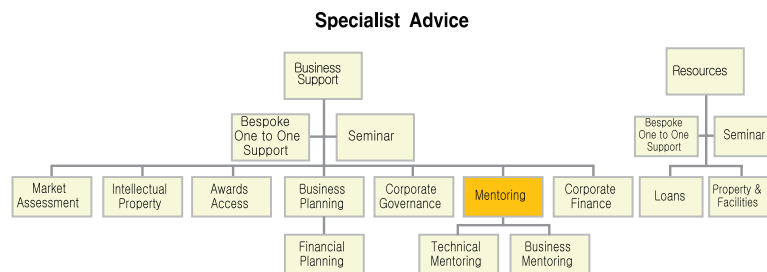 Specialist Advice
Business
Support
Resources
Bespoke
One to One
Support
Seminar
Bespoke
One to One
Support
Seminar
Market
Assessment
Intellectual
Property
Awards
Access
Business
Planning
Corporate
Governance
Mentoring
Corporate
Finance
Loans
Property &
Facilities
Financial
Planning
Technical
Mentoring
Business
Mentoring